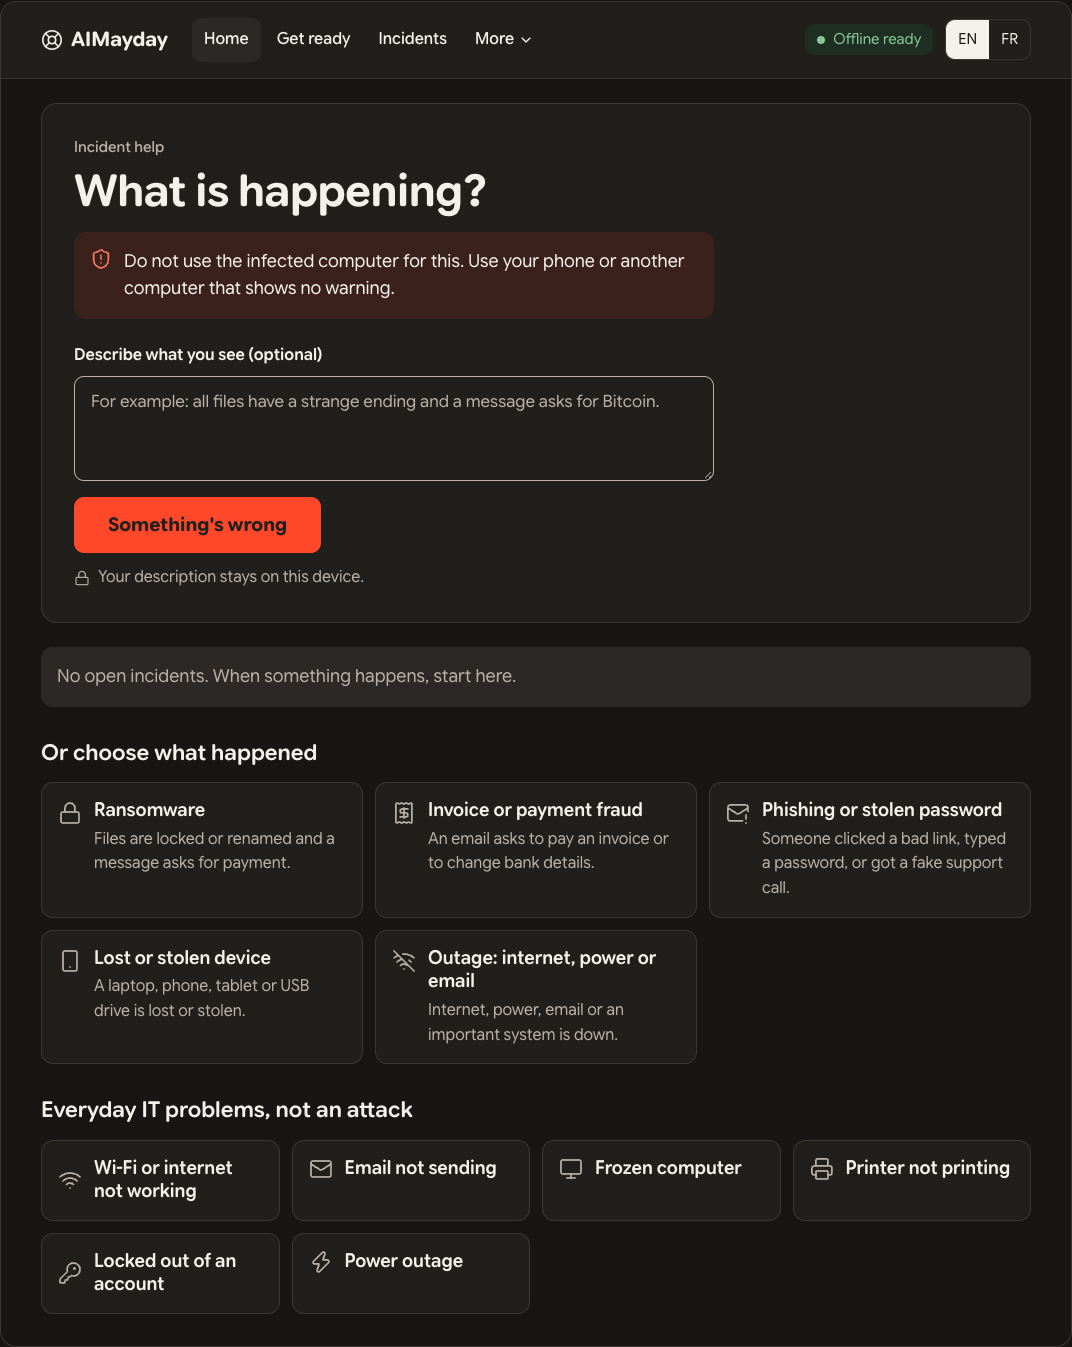 AIMayday
Home
Get ready
Incidents
More
Offline ready
EN
FR
Incident help
What is happening?
Do not use the infected computer for this. Use your phone or another
computer that shows no warning.
Describe what you see (optional)
For example: all files have a strange ending and a message asks for Bitcoin.
Something's wrong
Your description stays on this device.
No open incidents. When something happens, start here.
Or choose what happened
Ransomware
Files are locked or renamed and a
message asks for payment.
Invoice or payment fraud
An email asks to pay an invoice or
to change bank details.
Phishing or stolen password
Someone clicked a bad link, typed
a password, or got a fake support
call.
Lost or stolen device
A laptop, phone, tablet or USB
drive is lost or stolen.
Outage: internet, power or
email
Internet, power, email or an
important system is down.
Everyday IT problems, not an attack
Wi-Fi or internet
not working
Email not sending
Frozen computer
Printer not printing
Locked out of an
account
Power outage